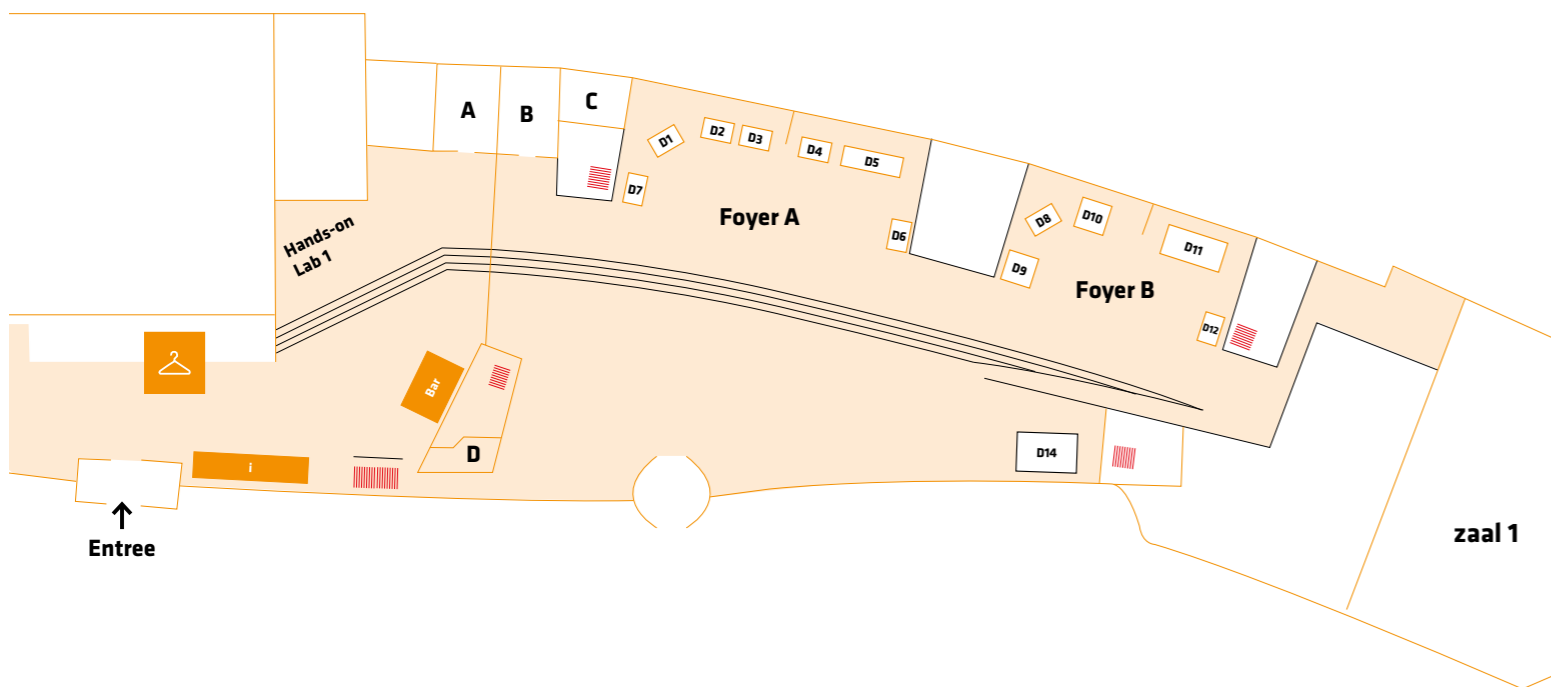 A
B
C
D1
D2
D3
D4
D5
D7
D6
Foyer A
Hands-on
Lab 1
D8
D10
D11
D9
Foyer B
D12
Bar
D
i
D14
Entree
zaal 1